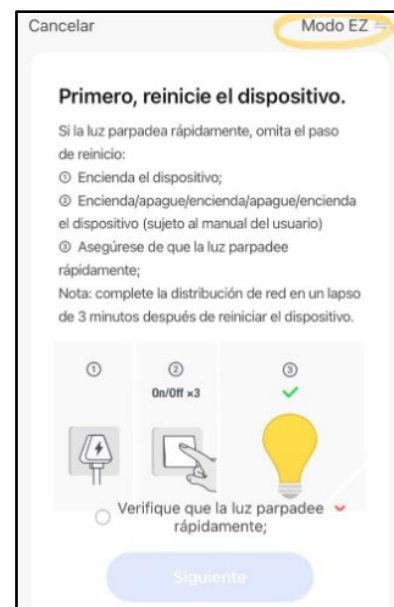 Cancelar Modo EZ
Primero, reinicie el dispositivo.
Si la luz parpadea rápidamente, omita el paso
de reinicio:
① Encienda el dispositivo;
② Encienda/apague/encienda/apague/encienda
el dispositivo (sujeto al manual del usuario)
③ Asegúrese de que la luz parpadee
rápidamente;
Nota: complete la distribución de red en un lapso
de 3 minutos después de reiniciar el dispositivo.
① ② ③
On/Off ×3
Verifique que la luz parpadee
rápidamente;
Siguiente